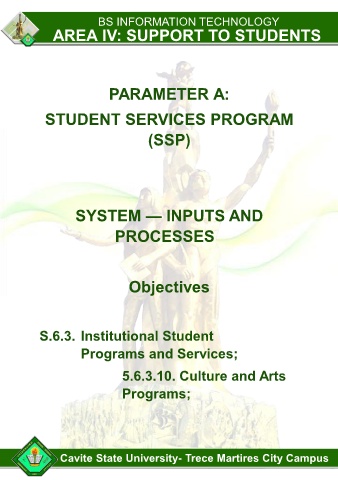 BS INFORMATION TECHNOLOGY
AREA IV: SUPPORT TO STUDENTS
PARAMETER A:
STUDENT SERVICES PROGRAM
(SSP)
SYSTEM — INPUTS AND
PROCESSES
Objectives
S.6.3. Institutional Student
Programs and Services;
5.6.3.10. Culture and Arts
Programs;
Cavite State University- Trece Martires City Campus